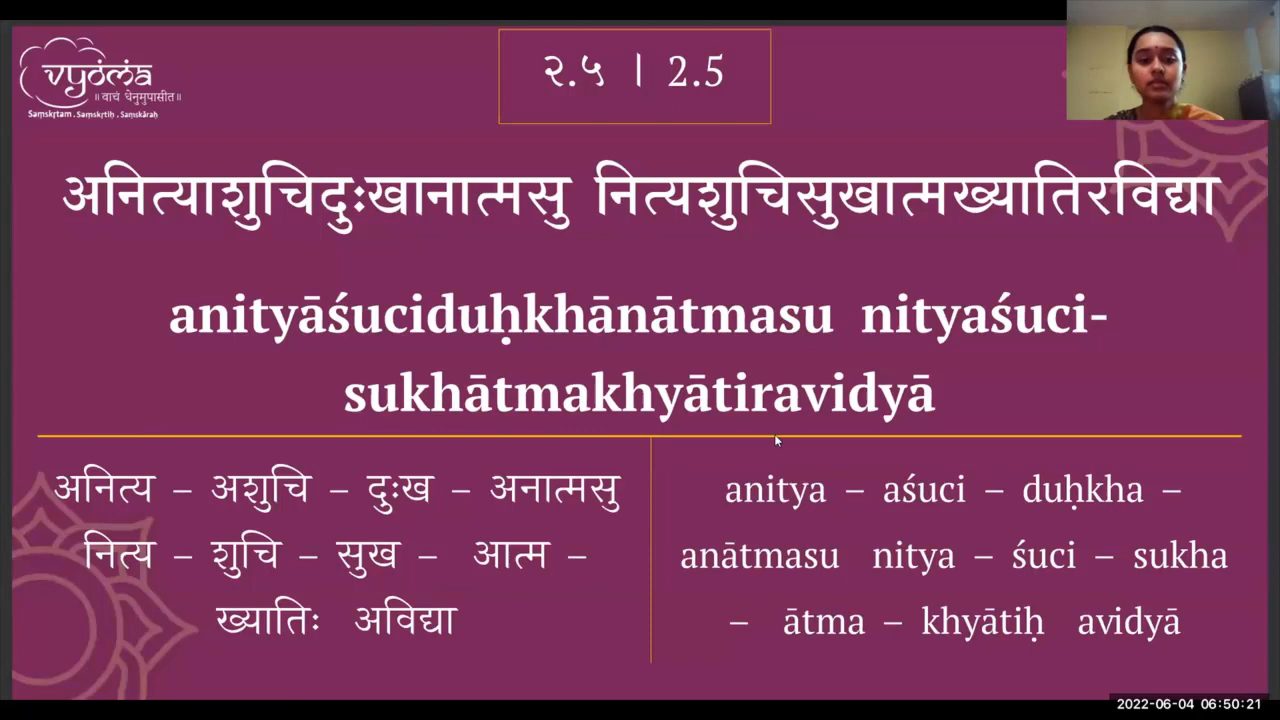 vyoma
॥ वाचं धेनुमुपासीत॥
Saṃskṛtam . Saṃskṛtiḥ . Saṃskāraḥ
२.५ । 2.5
अनित्याशुचिदुःखानात्मसु नित्यशुचिसुखात्मख्यातिरविद्या
anityāśuciduḥkhānātmasu nityaśuci-
sukhātmakhyātiravidyā
अनित्य – अशुचि – दुःख – अनात्मसु
नित्य – शुचि – सुख – आत्म –
ख्यातिः अविद्या
anitya – aśuci – duḥkha –
anātmasu nitya – śuci – sukha
– ātma – khyātiḥ avidyā
2022-06-04 06:50:21